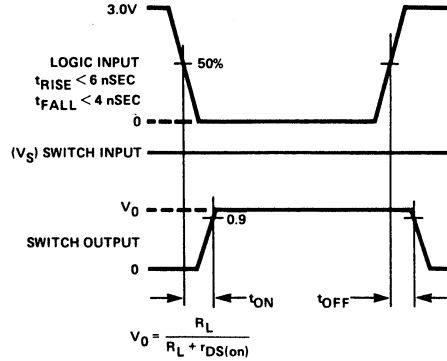 3.0V
LOGIC INPUT
tRISE < 6 nSEC
tFALL < 4 nSEC
50%
0
(VS) SWITCH INPUT
V0
0.9
SWITCH OUTPUT
0
tON
tOFF
V0 = RL / RL + rDS(on)